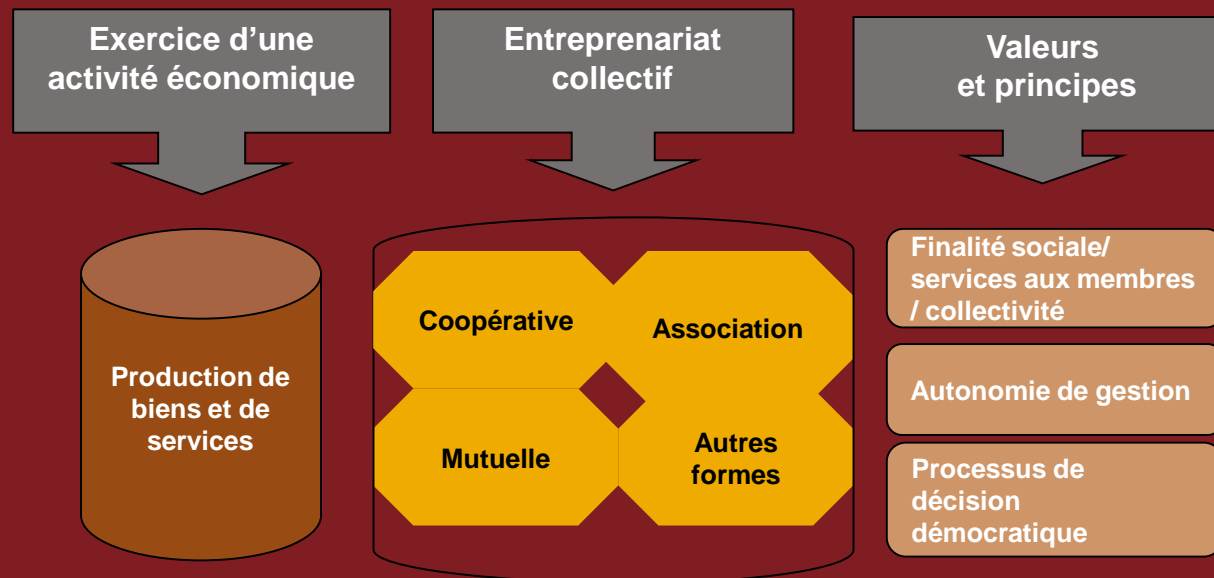 Exercice d’une
activité économique
Entreprenariat
collectif
Valeurs
et principes
Production de
biens et de
services
Coopérative
Association
Mutuelle
Autres
formes
Finalité sociale/
services aux membres
/ collectivité
Autonomie de gestion
Processus de
décision
démocratique